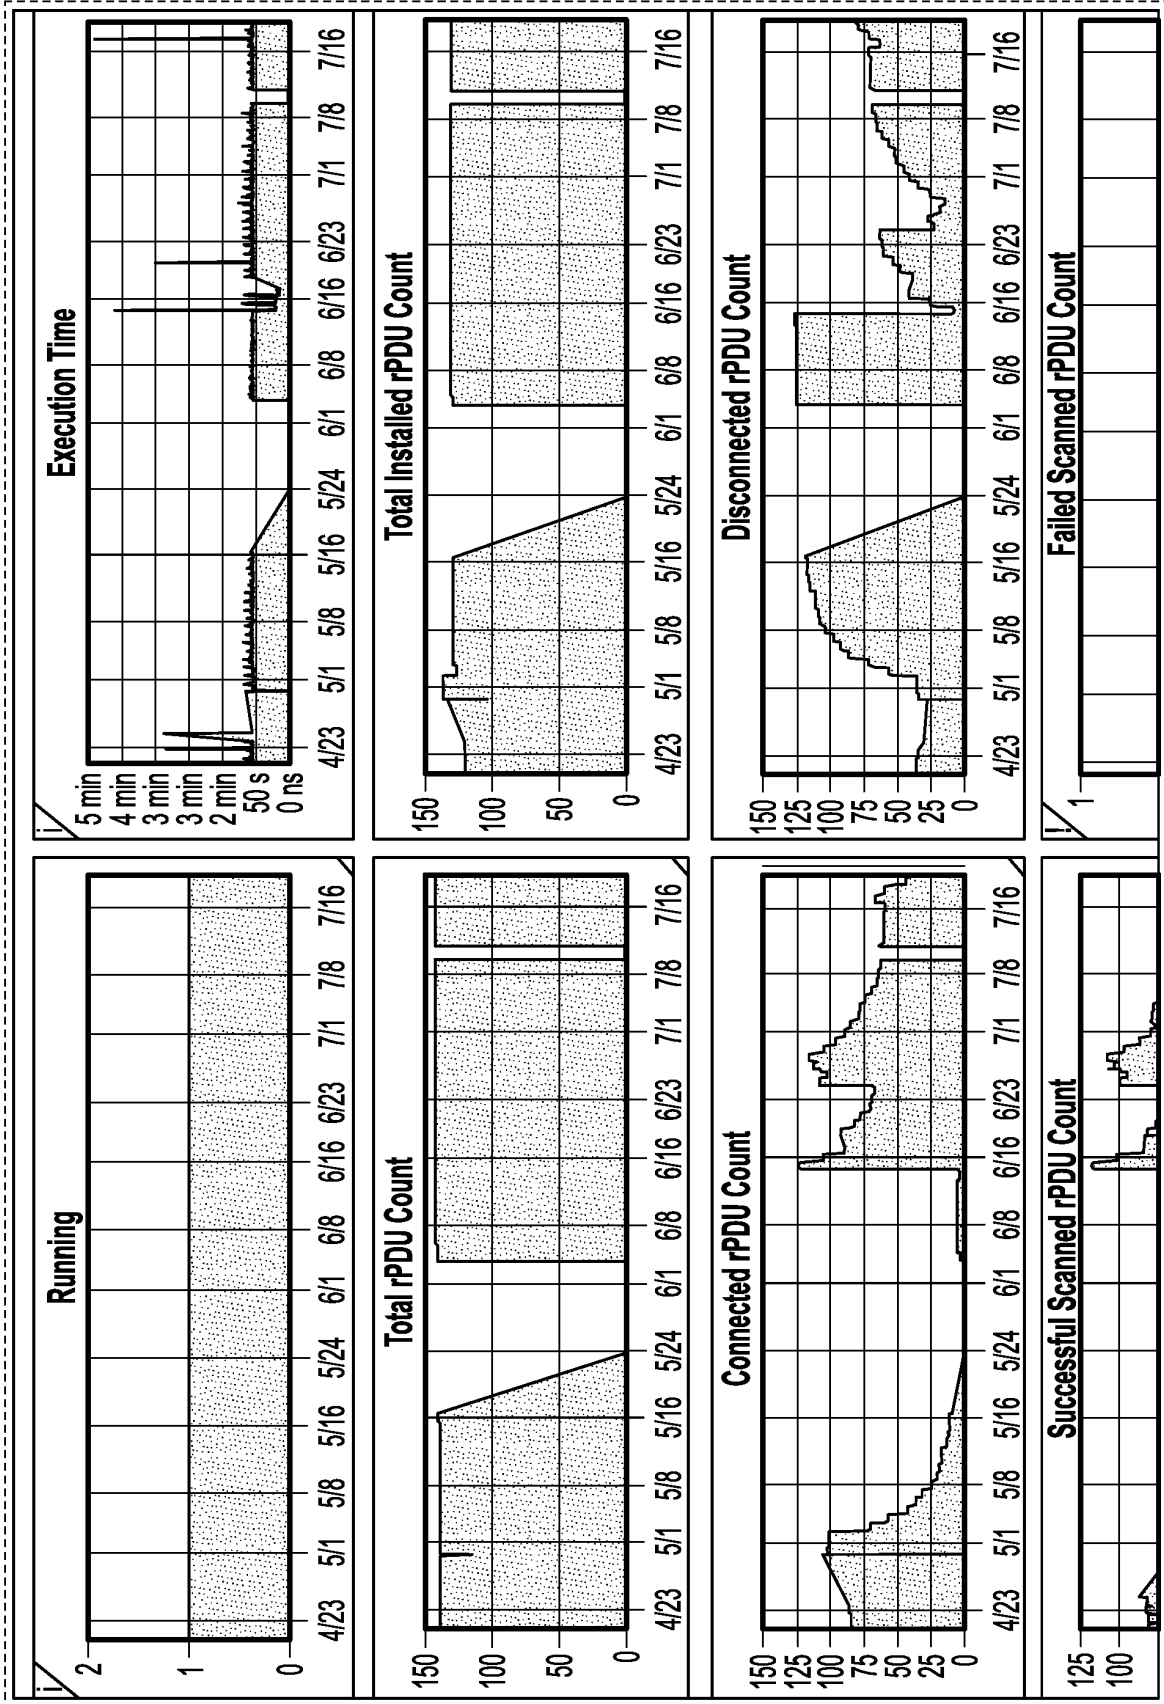 i
Running
2
1
0
4/23 5/1 5/8 5/16 5/24 6/1 6/8 6/16 6/23 7/1 7/8 7/16
i
Execution Time
5 min
4 min
3 min
3 min
2 min
50 s
0 ns
4/23 5/1 5/8 5/16 5/24 6/1 6/8 6/16 6/23 7/1 7/8 7/16
Total rPDU Count
150
100
50
0
4/23 5/1 5/8 5/16 5/24 6/1 6/8 6/16 6/23 7/1 7/8 7/16
Total Installed rPDU Count
150
100
50
0
4/23 5/1 5/8 5/16 5/24 6/1 6/8 6/16 6/23 7/1 7/8 7/16
Connected rPDU Count
150
125
100
75
50
25
0
4/23 5/1 5/8 5/16 5/24 6/1 6/8 6/16 6/23 7/1 7/8 7/16
Disconnected rPDU Count
150
125
100
75
50
25
0
4/23 5/1 5/8 5/16 5/24 6/1 6/8 6/16 6/23 7/1 7/8 7/16
Successful Scanned rPDU Count
125
100
!
Failed Scanned rPDU Count
1